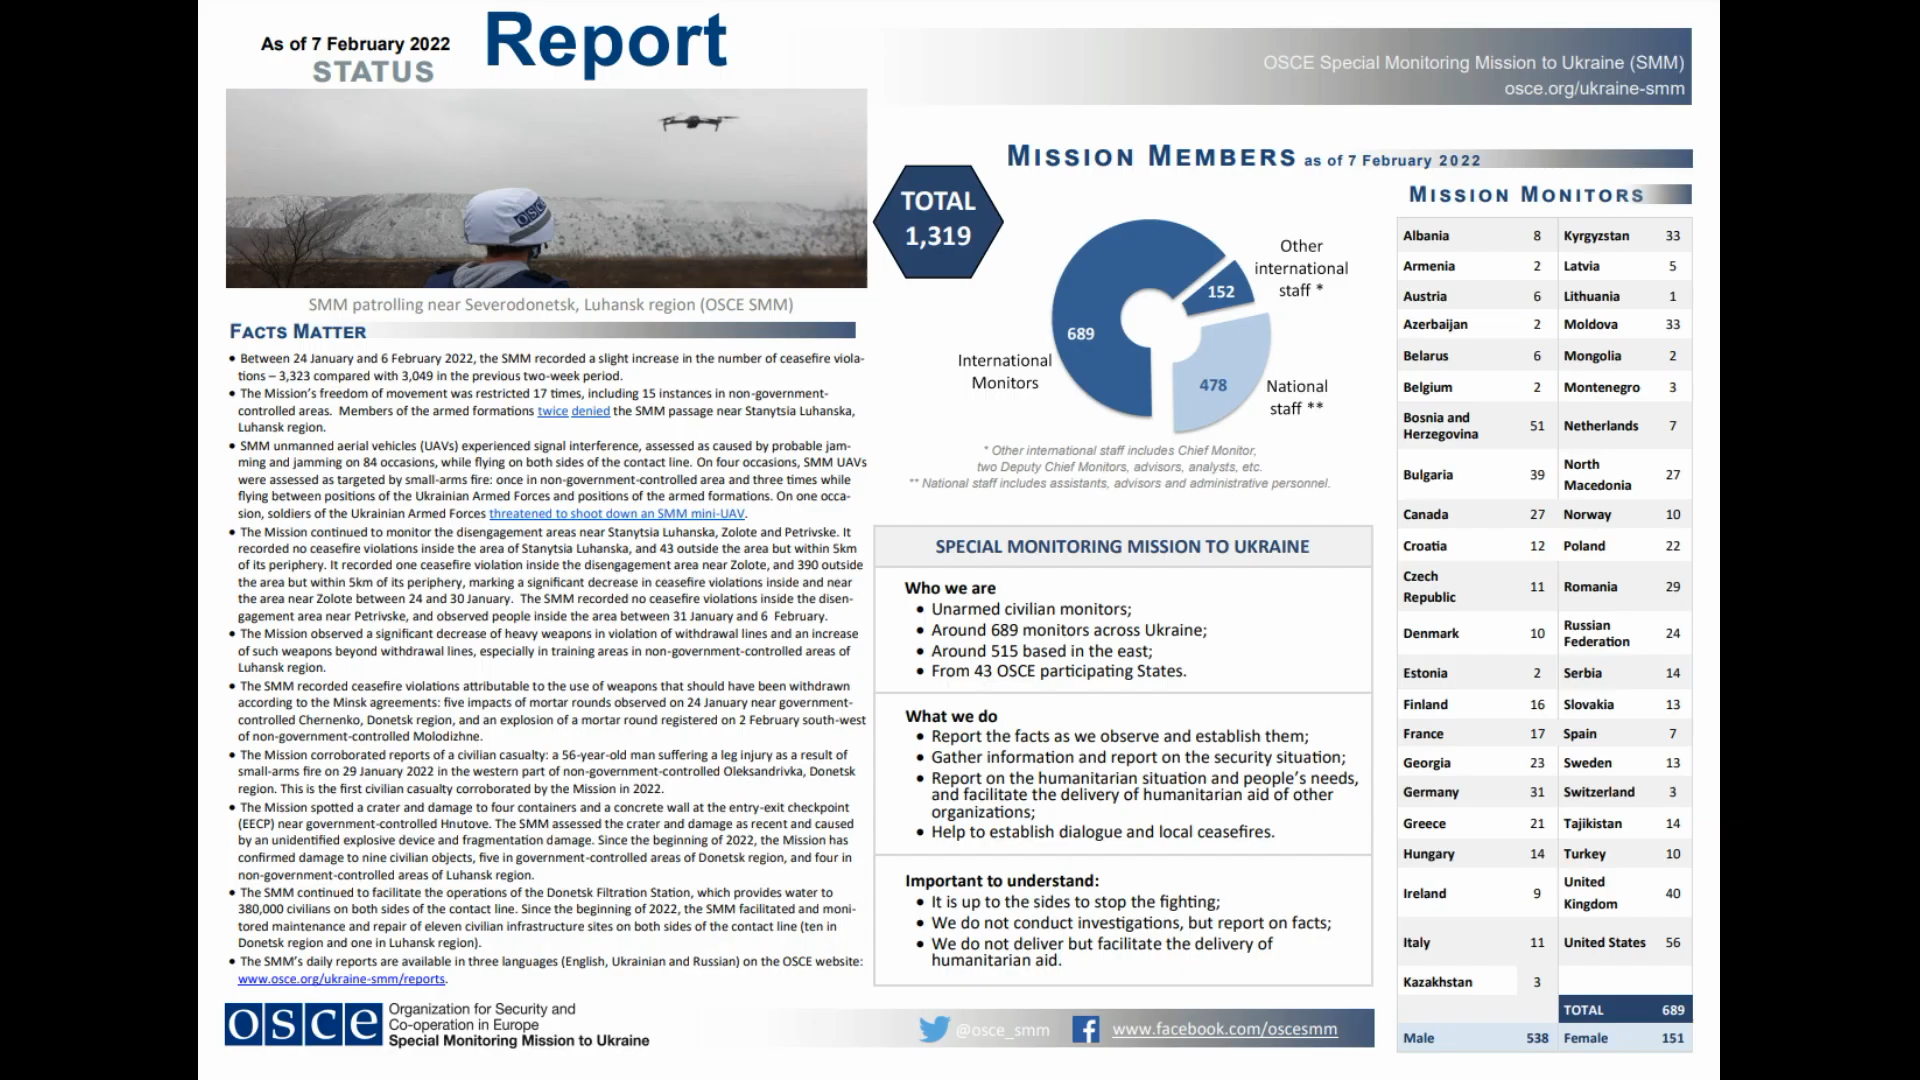 As of 7 February 2022
STATUS
Report
OSCE Special Monitoring Mission to Ukraine (SMM)
osce.org/ukraine-smm
OSCE
SMM patrolling near Severodonetsk, Luhansk region (OSCE SMM)
FACTS MATTER
• Between 24 January and 6 February 2022, the SMM recorded a slight increase in the number of ceasefire viola-
tions – 3,323 compared with 3,049 in the previous two-week period.
• The Mission's freedom of movement was restricted 17 times, including 15 instances in non-government-
controlled areas. Members of the armed formations twice denied the SMM passage near Stanytsia Luhanska,
Luhansk region.
• SMM unmanned aerial vehicles (UAVs) experienced signal interference, assessed as caused by probable jam-
ming and jamming on 84 occasions, while flying on both sides of the contact line. On four occasions, SMM UAVs
were assessed as targeted by small-arms fire: once in non-government-controlled area and three times while
flying between positions of the Ukrainian Armed Forces and positions of the armed formations. On one occa-
sion, soldiers of the Ukrainian Armed Forces threatened to shoot down an SMM mini-UAV.
• The Mission continued to monitor the disengagement areas near Stanytsia Luhanska, Zolote and Petrivske. It
recorded no ceasefire violations inside the area of Stanytsia Luhanska, and 43 outside the area but within 5km
of its periphery. It recorded one ceasefire violation inside the disengagement area near Zolote, and 390 outside
the area but within 5km of its periphery, marking a significant decrease in ceasefire violations inside and near
the area near Zolote between 24 and 30 January. The SMM recorded no ceasefire violations inside the disen-
gagement area near Petrivske, and observed people inside the area between 31 January and 6 February.
• The Mission observed a significant decrease of heavy weapons in violation of withdrawal lines and an increase
of such weapons beyond withdrawal lines, especially in training areas in non-government-controlled areas of
Luhansk region.
• The SMM recorded ceasefire violations attributable to the use of weapons that should have been withdrawn
according to the Minsk agreements: five impacts of mortar rounds observed on 24 January near government-
controlled Chernenko, Donetsk region, and an explosion of a mortar round registered on 2 February south-west
of non-government-controlled Molodizhne.
• The Mission corroborated reports of a civilian casualty: a 56-year-old man suffering a leg injury as a result of
small-arms fire on 29 January 2022 in the western part of non-government-controlled Oleksandrivka, Donetsk
region. This is the first civilian casualty corroborated by the Mission in 2022.
• The Mission spotted a crater and damage to four containers and a concrete wall at the entry-exit checkpoint
(EECP) near government-controlled Hnutove. The SMM assessed the crater and damage as recent and caused
by an unidentified explosive device and fragmentation damage. Since the beginning of 2022, the Mission has
confirmed damage to nine civilian objects, five in government-controlled areas of Donetsk region, and four in
non-government-controlled areas of Luhansk region.
• The SMM continued to facilitate the operations of the Donetsk Filtration Station, which provides water to
380,000 civilians on both sides of the contact line. Since the beginning of 2022, the SMM facilitated and moni-
tored maintenance and repair of eleven civilian infrastructure sites on both sides of the contact line (ten in
Donetsk region and one in Luhansk region).
• The SMM's daily reports are available in three languages (English, Ukrainian and Russian) on the OSCE website:
www.osce.org/ukraine-smm/reports.
osce
Organization for Security and
Co-operation in Europe
Special Monitoring Mission to Ukraine
MISSION MEMBERS as of 7 February 2022
TOTAL
1,319
689
International
Monitors
152
Other
international
staff *
478
National
staff **
* Other international staff includes Chief Monitor,
two Deputy Chief Monitors, advisors, analysts, etc.
** National staff includes assistants, advisors and administrative personnel.
SPECIAL MONITORING MISSION TO UKRAINE
Who we are
• Unarmed civilian monitors;
• Around 689 monitors across Ukraine;
• Around 515 based in the east;
• From 43 OSCE participating States.
What we do
• Report the facts as we observe and establish them;
• Gather information and report on the security situation;
• Report on the humanitarian situation and people's needs,
and facilitate the delivery of humanitarian aid of other
organizations;
• Help to establish dialogue and local ceasefires.
Important to understand:
• It is up to the sides to stop the fighting;
• We do not conduct investigations, but report on facts;
• We do not deliver but facilitate the delivery of
humanitarian aid.
@osce_smm
www.facebook.com/oscesmm
MISSION MONITORS
Albania 8 Kyrgyzstan 33
Armenia 2 Latvia 5
Austria 6 Lithuania 1
Azerbaijan 2 Moldova 33
Belarus 6 Mongolia 2
Belgium 2 Montenegro 3
Bosnia and
Herzegovina 51 Netherlands 7
Bulgaria 39 North
Macedonia 27
Canada 27 Norway 10
Croatia 12 Poland 22
Czech
Republic 11 Romania 29
Denmark 10 Russian
Federation 24
Estonia 2 Serbia 14
Finland 16 Slovakia 13
France 17 Spain 7
Georgia 23 Sweden 13
Germany 31 Switzerland 3
Greece 21 Tajikistan 14
Hungary 14 Turkey 10
Ireland 9 United
Kingdom 40
Italy 11 United States 56
Kazakhstan 3
TOTAL 689
Male 538 Female 151